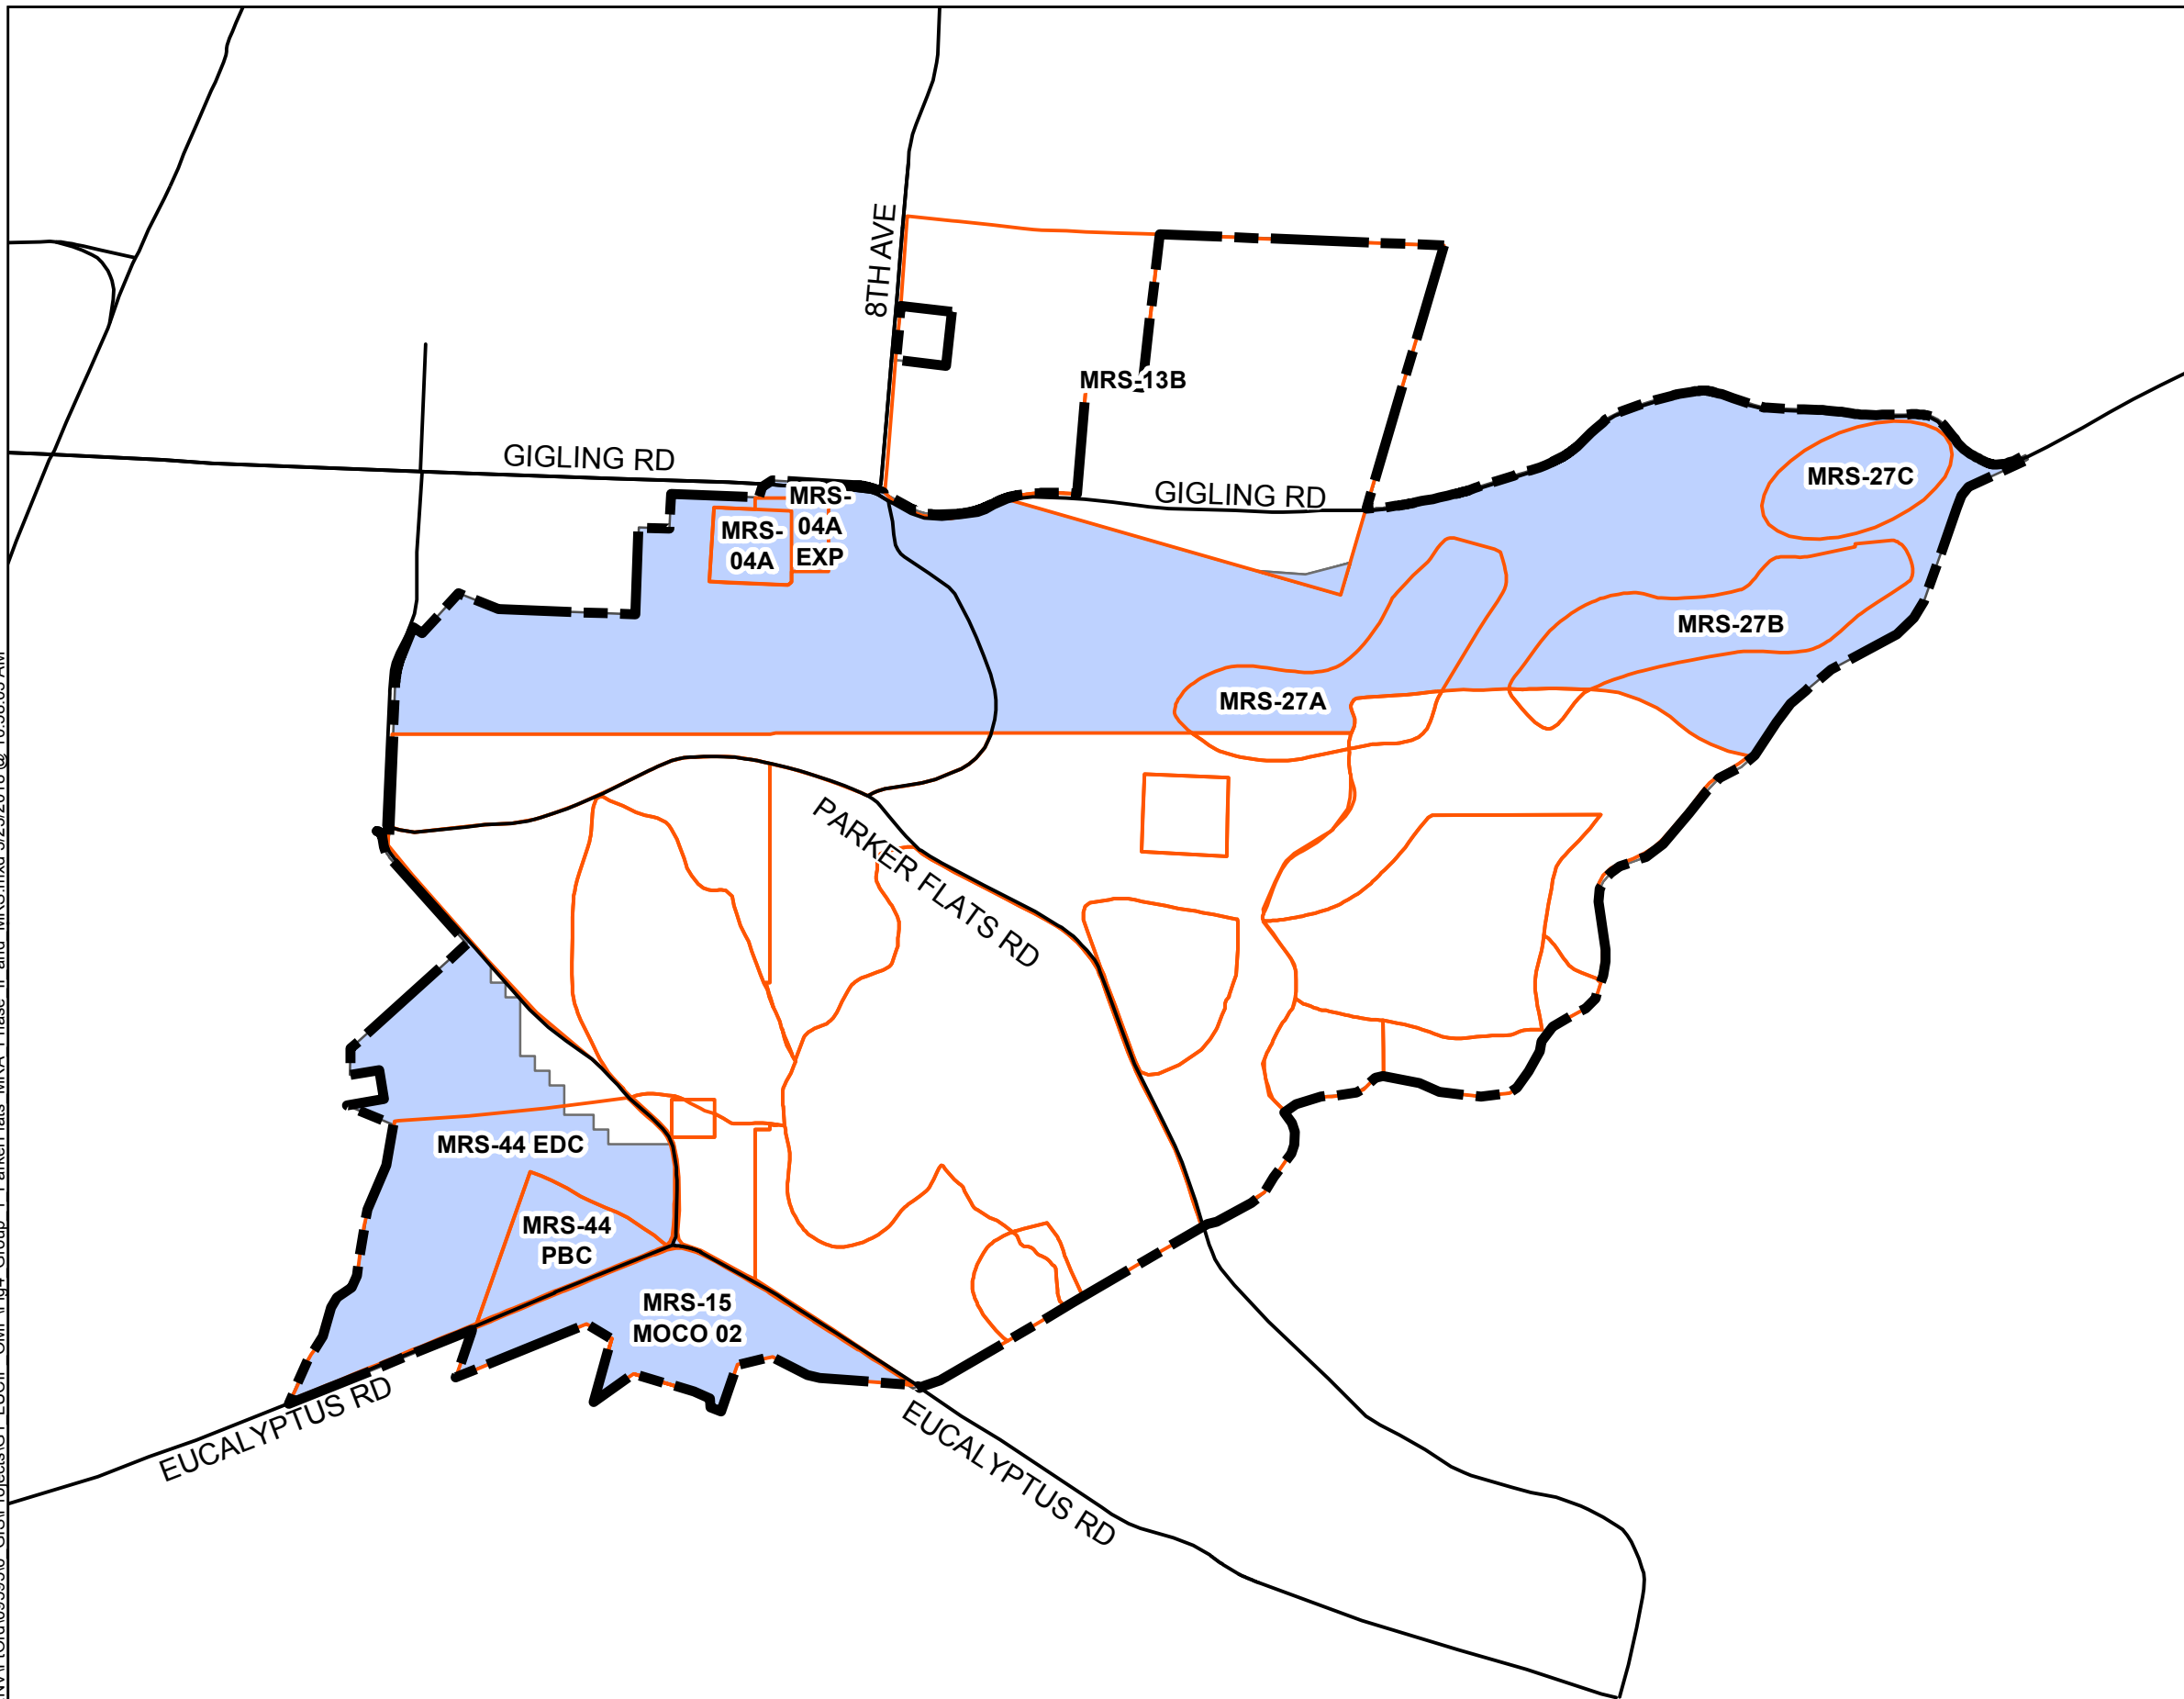 8TH AVE
MRS-13B
GIGLING RD
GIGLING RD
MRS-27C
MRS-
04A
EXP
MRS-
04A
MRS-27B
MRS-27A
PARKER FLATS RD
MRS-44 EDC
MRS-44
PBC
MRS-15
MOCO 02
EUCALYPTUS RD
EUCALYPTUS RD